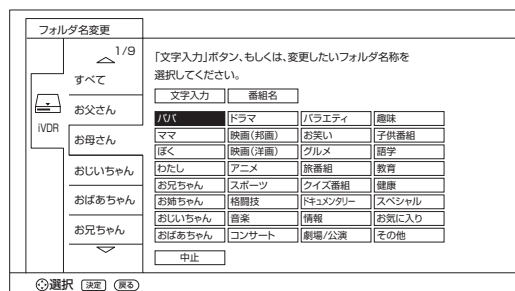 フォルダ名変更
1/9
すべて
お父さん
iVDR
お母さん
おじいちゃん
おばあちゃん
お兄ちゃん
「文字入力」ボタン、もしくは、変更したいフォルダ名称を
選択してください。
文字入力 番組名
パパ ドラマ バラエティ 趣味
ママ 映画（邦画） お笑い 子供番組
ぼく 映画（洋画） グルメ 語学
わたし アニメ 旅番組 教育
お兄ちゃん スポーツ クイズ番組 健康
お姉ちゃん 格闘技 ドキュメンタリー スペシャル
おじいちゃん 音楽 情報 お気に入り
おばあちゃん コンサート 劇場/公演 その他
中止
選択 決定 戻る